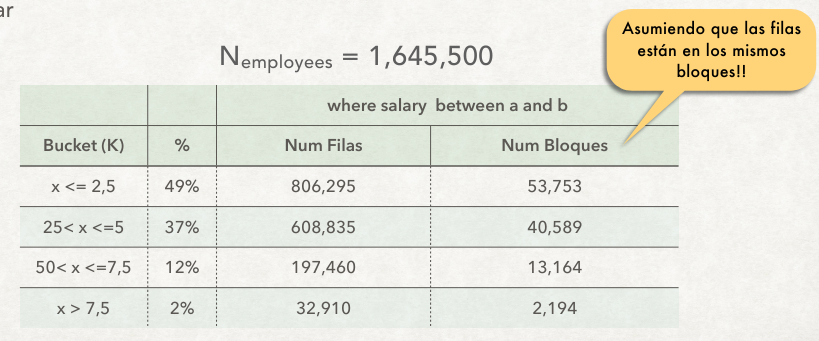 ar
Asumiendo que las filas
están en los mismos
bloques!!
Nemployees = 1,645,500
where salary between a and b
Bucket (K) % Num Filas Num Bloques
x <= 2,5 49% 806,295 53,753
25< x <=5 37% 608,835 40,589
50< x <=7,5 12% 197,460 13,164
x > 7,5 2% 32,910 2,194